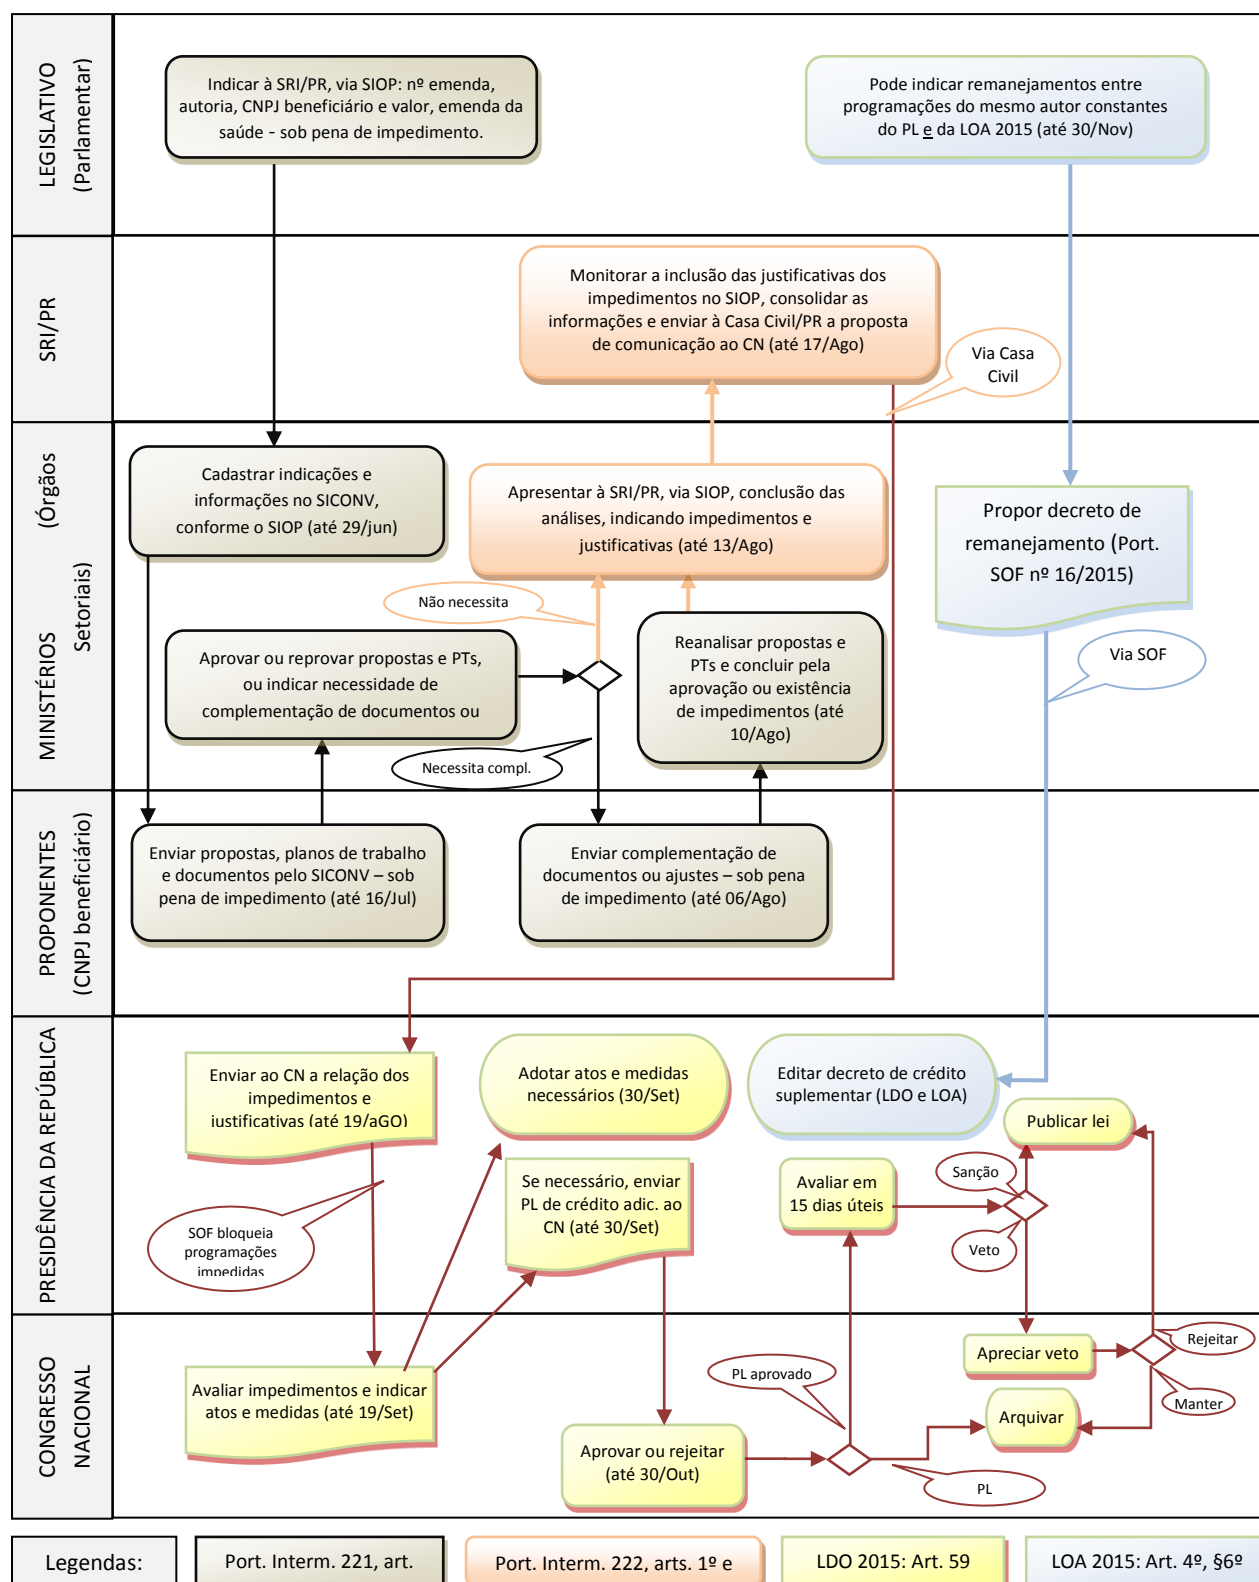 LEGISLATIVO
(Parlamentar)
Indicar à SRI/PR, via SIOP: nº emenda,
autoria, CNPJ beneficiário e valor, emenda da
saúde - sob pena de impedimento.
Pode indicar remanejamentos entre
programações do mesmo autor constantes
do PL e da LOA 2015 (até 30/Nov)
SRI/PR
Monitorar a inclusão das justificativas dos
impedimentos no SIOP, consolidar as
informações e enviar à Casa Civil/PR a proposta
de comunicação ao CN (até 17/Ago)
Via Casa
Civil
MINISTÉRIOS (Órgãos
Setoriais)
Cadastrar indicações e
informações no SICONV,
conforme o SIOP (até 29/jun)
Apresentar à SRI/PR, via SIOP, conclusão das
análises, indicando impedimentos e
justificativas (até 13/Ago)
Propor decreto de
remanejamento (Port.
SOF nº 16/2015)
Não necessita
Aprovar ou reprovar propostas e PTs,
ou indicar necessidade de
complementação de documentos ou
Reanalisar propostas e
PTs e concluir pela
aprovação ou existência
de impedimentos (até
10/Ago)
Via SOF
Necessita compl.
PROPONENTES
(CNPJ beneficiário)
Enviar propostas, planos de trabalho
e documentos pelo SICONV – sob
pena de impedimento (até 16/Jul)
Enviar complementação de
documentos ou ajustes – sob pena
de impedimento (até 06/Ago)
PRESIDÊNCIA DA REPÚBLICA
Enviar ao CN a relação dos
impedimentos e
justificativas (até 19/aGO)
Adotar atos e medidas
necessários (30/Set)
Editar decreto de crédito
suplementar (LDO e LOA)
Publicar lei
Se necessário, enviar
PL de crédito adic. ao
CN (até 30/Set)
Avaliar em
15 dias úteis
Sanção
Veto
SOF bloqueia
programações
impedidas
CONGRESSO
NACIONAL
Avaliar impedimentos e indicar
atos e medidas (até 19/Set)
PL aprovado
Apreciar veto
Rejeitar
Manter
Arquivar
Aprovar ou rejeitar
(até 30/Out)
PL
Legendas:
Port. Interm. 221, art.
Port. Interm. 222, arts. 1º e
LDO 2015: Art. 59
LOA 2015: Art. 4º, §6º